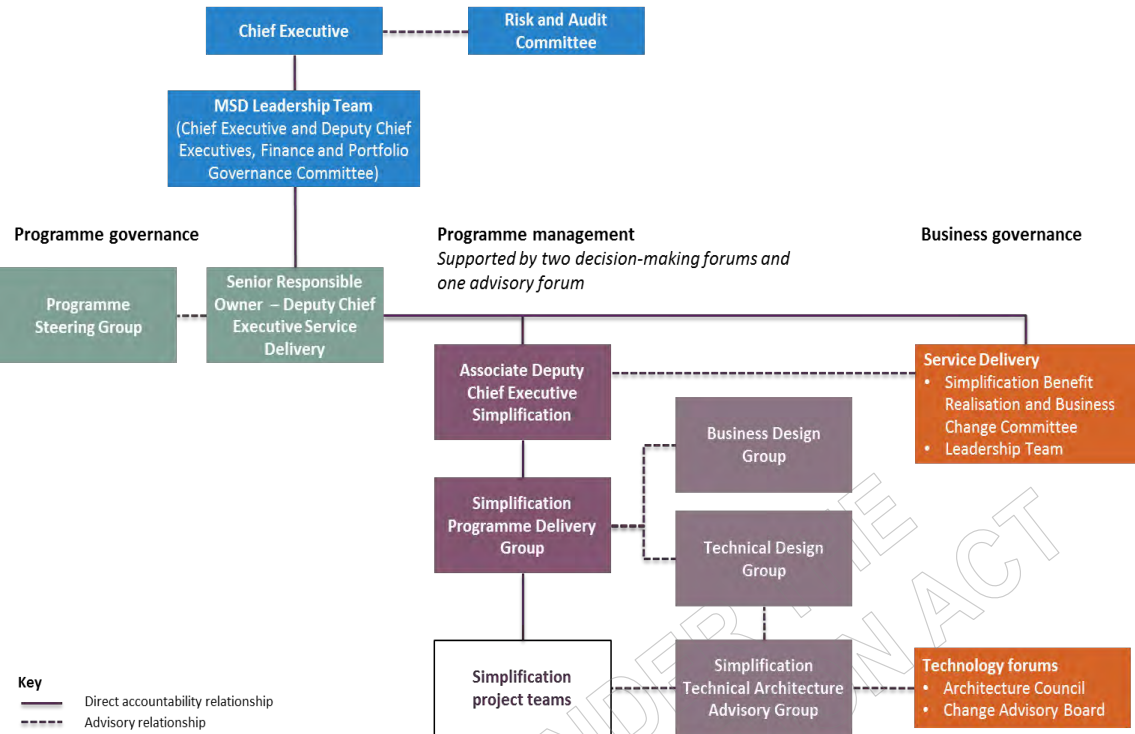 Chief Executive
Risk and Audit
Committee
MSD Leadership Team
(Chief Executive and Deputy Chief
Executives, Finance and Portfolio
Governance Committee)
Programme governance
Programme management
Supported by two decision-making forums and
one advisory forum
Business governance
Programme
Steering Group
Senior Responsible
Owner – Deputy Chief
Executive Service
Delivery
Associate Deputy
Chief Executive
Simplification
Service Delivery
• Simplification Benefit
Realisation and Business
Change Committee
• Leadership Team
Business Design
Group
Simplification
Programme Delivery
Group
Technical Design
Group
Simplification
project teams
Simplification
Technical Architecture
Advisory Group
Technology forums
• Architecture Council
• Change Advisory Board
Key
Direct accountability relationship
Advisory relationship
ACT